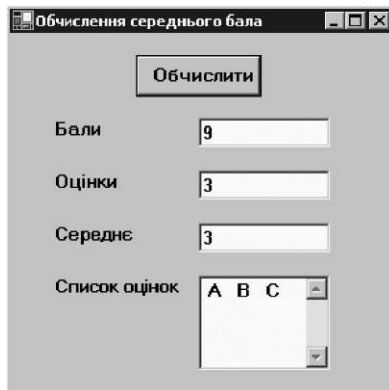 Обчислення середнього бала
Обчислити
Бали 9
Оцінки 3
Середнє 3
Список оцінок A B C